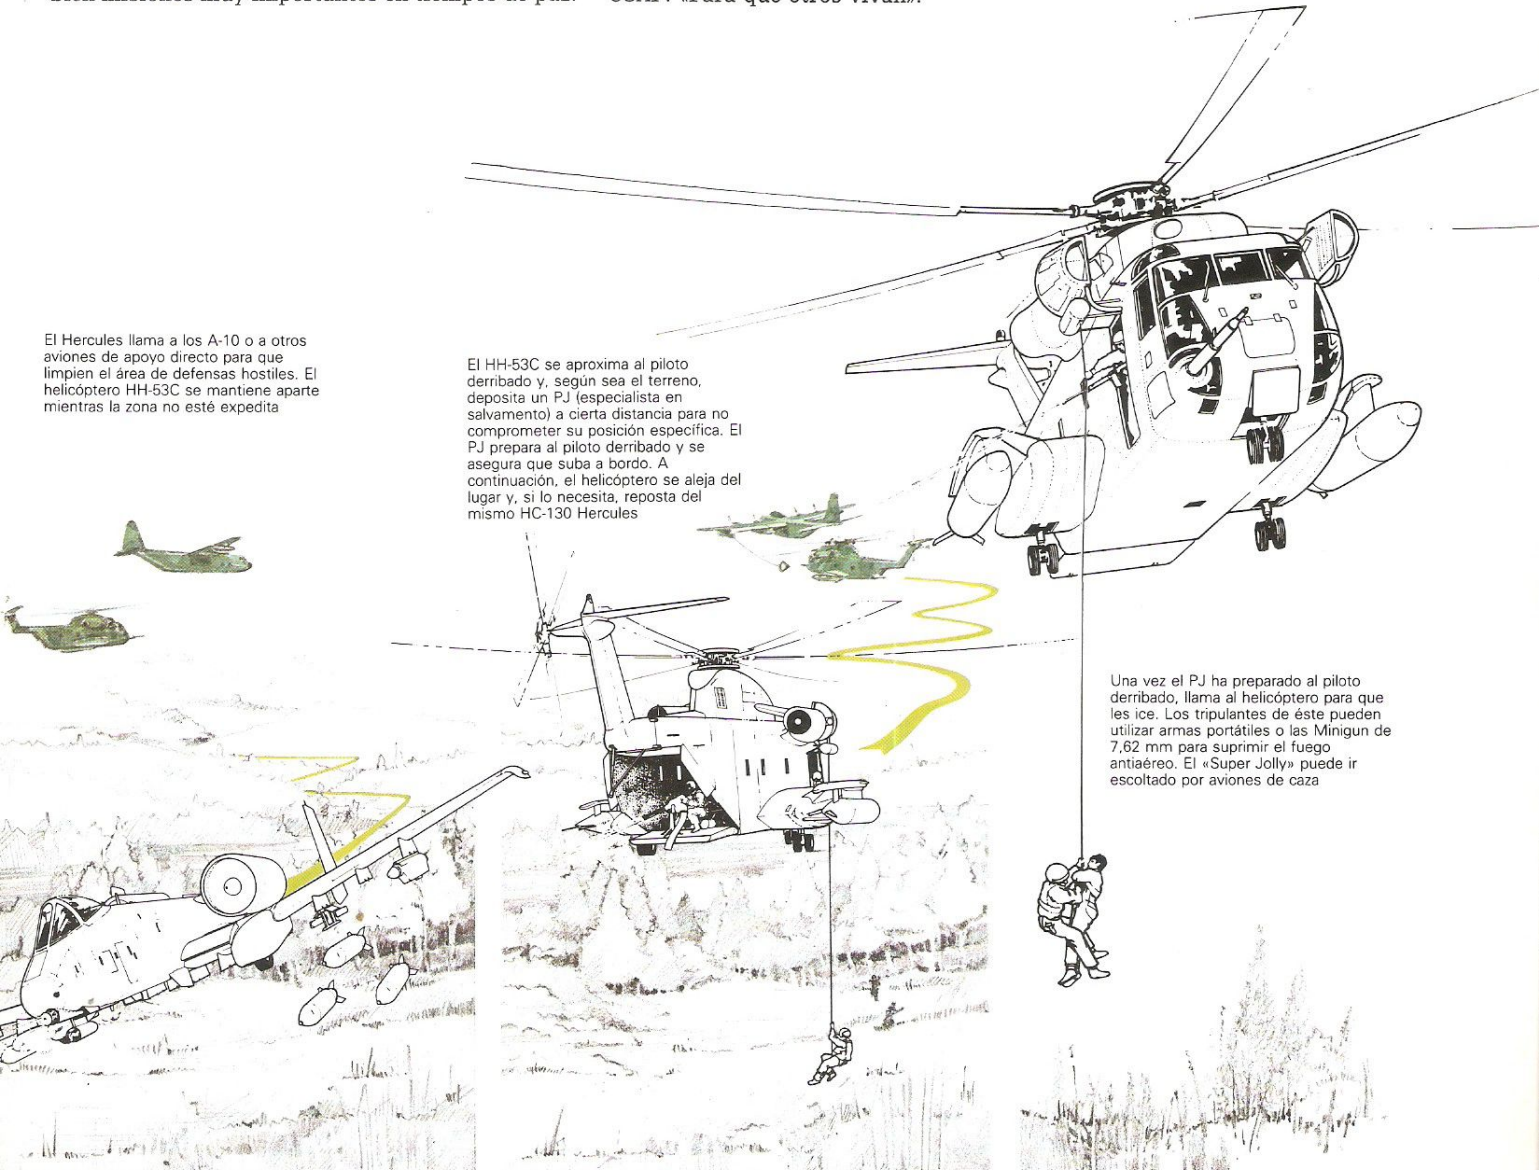 USAF: «Para que otros vivan».
El Hercules llama a los A-10 o a otros
aviones de apoyo directo para que
limpien el área de defensas hostiles. El
helicóptero HH-53C se mantiene aparte
mientras la zona no esté expedita
El HH-53C se aproxima al piloto
derribado y, según sea el terreno,
deposita un PJ (especialista en
salvamento) a cierta distancia para no
comprometer su posición específica. El
PJ prepara al piloto derribado y se
asegura que suba a bordo. A
continuación, el helicóptero se aleja del
lugar y, si lo necesita, reposta del
mismo HC-130 Hercules
Una vez el PJ ha preparado al piloto
derribado, llama al helicóptero para que
les ice. Los tripulantes de éste pueden
utilizar armas portátiles o las Minigun de
7,62 mm para suprimir el fuego
antiaéreo. El «Super Jolly» puede ir
escoltado por aviones de caza